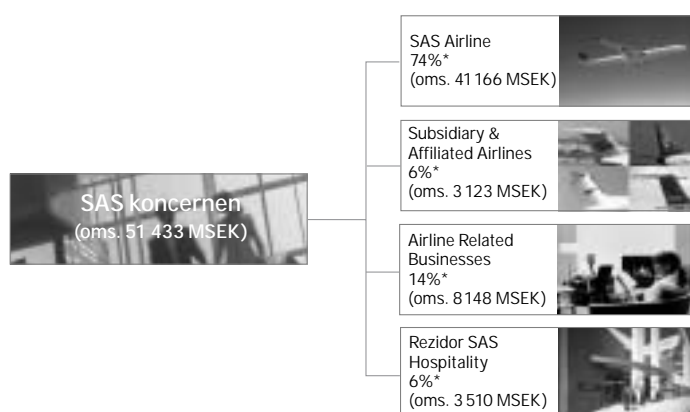 SAS koncernen
(oms. 51 433 MSEK)
SAS Airline
74%*
(oms. 41 166 MSEK)
Subsidiary &
Affiliated Airlines
6%*
(oms. 3 123 MSEK)
Airline Related
Businesses
14%*
(oms. 8 148 MSEK)
Rezidor SAS
Hospitality
6%*
(oms. 3 510 MSEK)